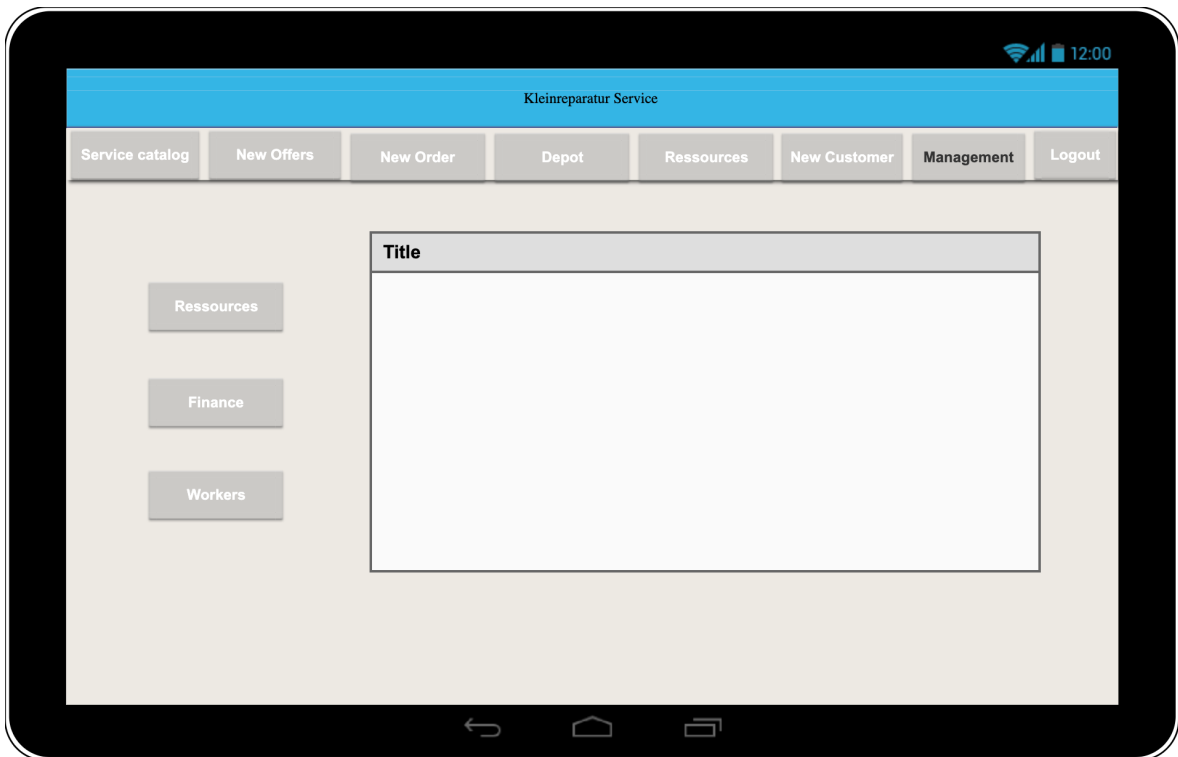 12:00
Kleinreparatur Service
Service catalog New Offers New Order Depot Ressources New Customer Management Logout
Title
Ressources
Finance
Workers